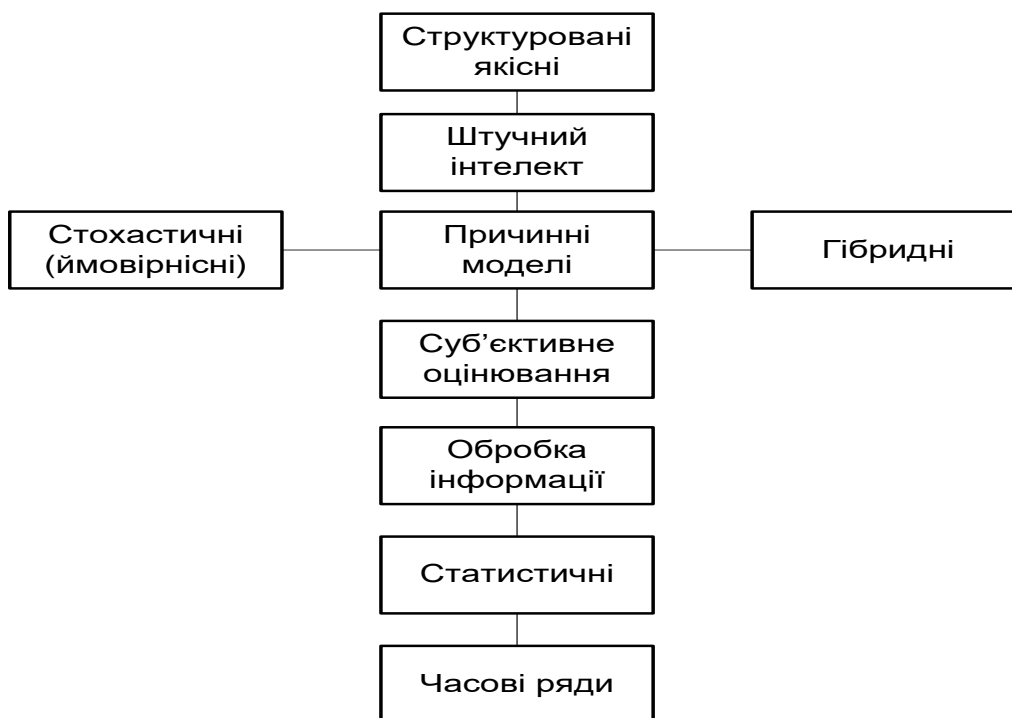 Структуровані
якісні
Штучний
інтелект
Стохастичні
(ймовірнісні)
Причинні
моделі
Гібридні
Суб’єктивне
оцінювання
Обробка
інформації
Статистичні
Часові ряди